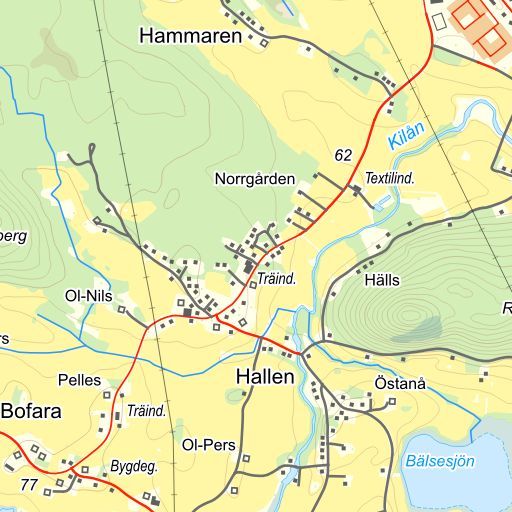 Hammaren
Kilån
62
Norrgården
Textilind.
berg
Träind.
Hälls
Ol-Nils
R
rs
Hallen
Pelles
Östanå
Bofara
Träind.
Ol-Pers
Bygdeg.
Bälsesjön
77